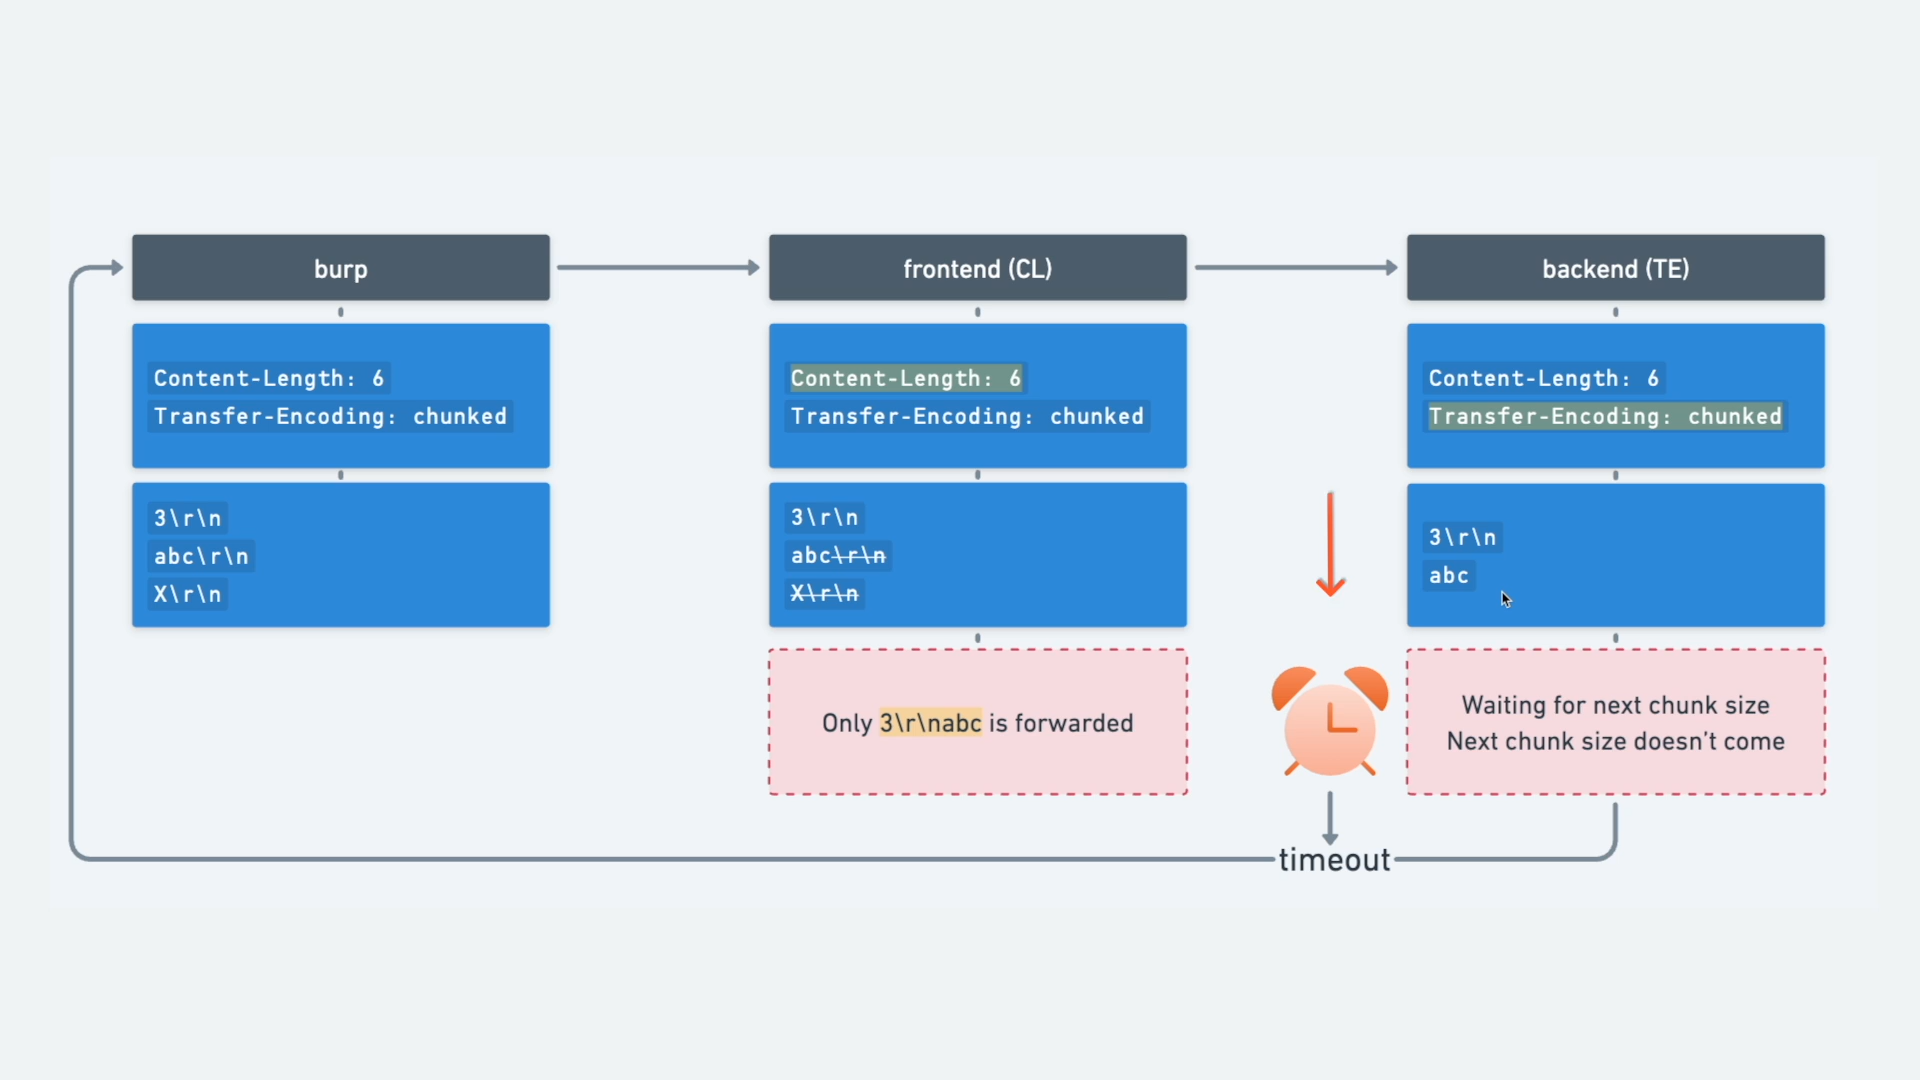 burp
Content-Length: 6
Transfer-Encoding: chunked
3\r\n
abc\r\n
X\r\n
frontend (CL)
Content-Length: 6
Transfer-Encoding: chunked
3\r\n
abc\r\n
X\r\n
Only 3\r\nabc is forwarded
backend (TE)
Content-Length: 6
Transfer-Encoding: chunked
3\r\n
abc
Waiting for next chunk size
Next chunk size doesn't come
timeout